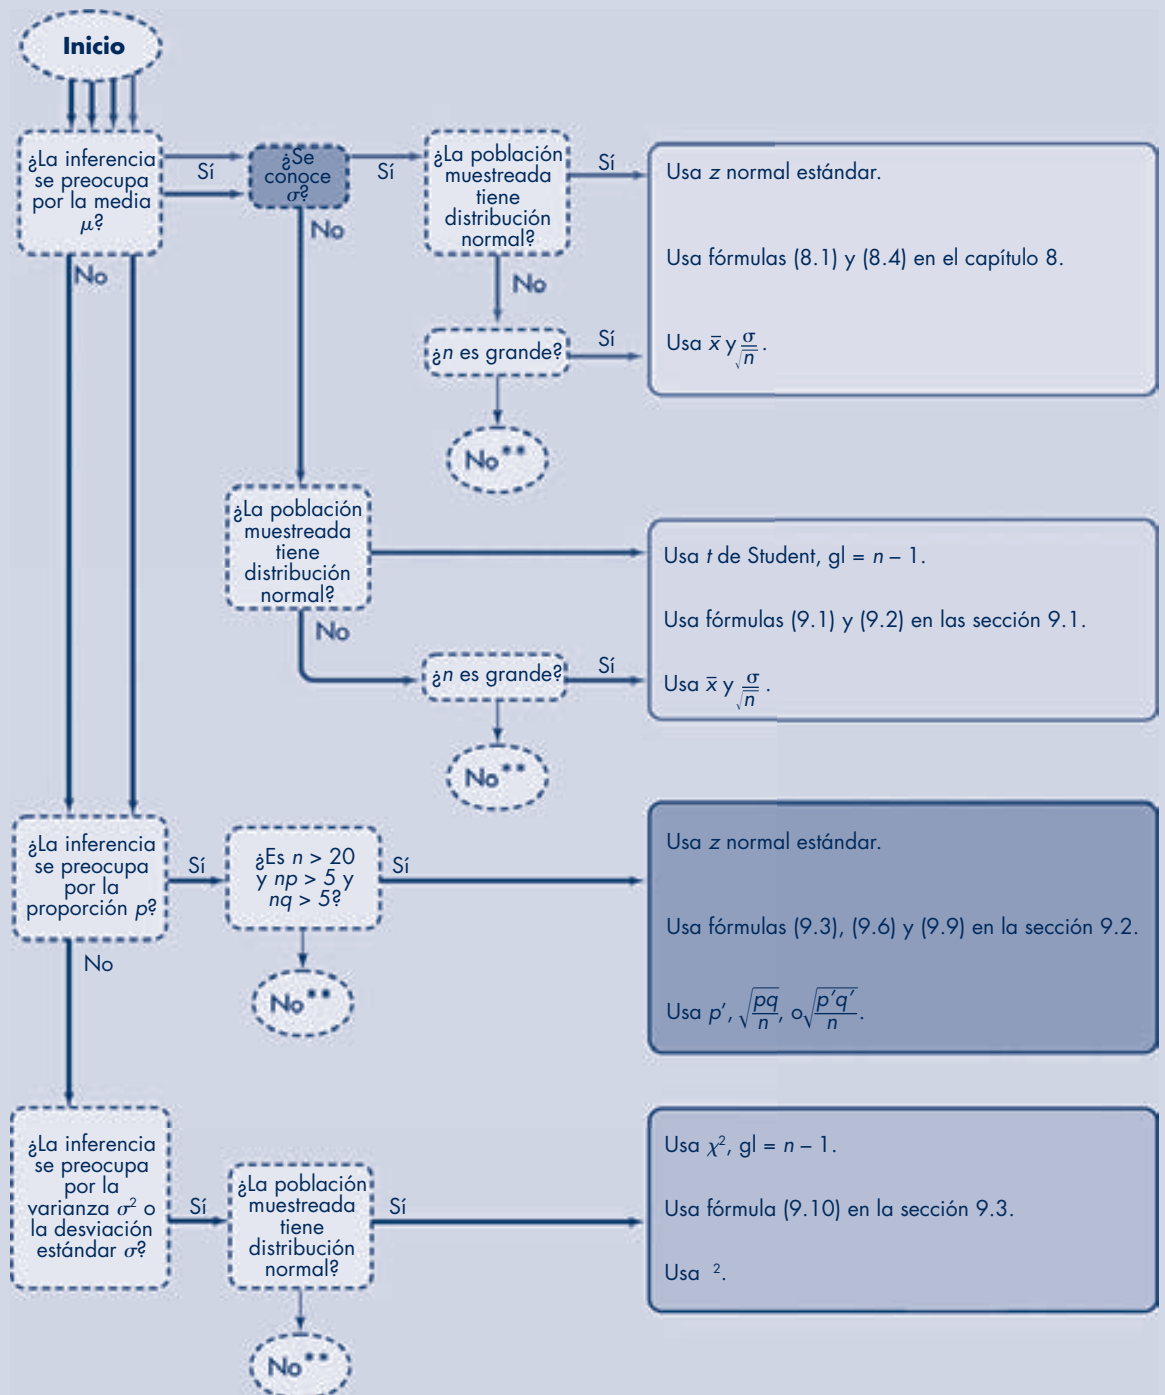 Inicio
¿La inferencia
se preocupa
por la media
μ?
Sí
¿Se
conoce
σ?
Sí
¿La población
muestreada
tiene
distribución
normal?
Sí
Usa z normal estándar.
Usa fórmulas (8.1) y (8.4) en el capítulo 8.
Usa x̄ y σ/√n.
No
No
No
¿n es grande?
Sí
No**
¿La población
muestreada
tiene
distribución
normal?
Usa t de Student, gl = n – 1.
Usa fórmulas (9.1) y (9.2) en las sección 9.1.
Usa x̄ y σ/√n.
No
¿n es grande?
Sí
No**
¿La inferencia
se preocupa
por la
proporción p?
Sí
¿Es n > 20
y np > 5 y
nq > 5?
Sí
Usa z normal estándar.
Usa fórmulas (9.3), (9.6) y (9.9) en la sección 9.2.
Usa p′, √(pq/n), o √(p′q′/n).
No
No**
¿La inferencia
se preocupa
por la
varianza σ² o
la desviación
estándar σ?
Sí
¿La población
muestreada
tiene
distribución
normal?
Sí
Usa χ², gl = n – 1.
Usa fórmula (9.10) en la sección 9.3.
Usa ².
No**